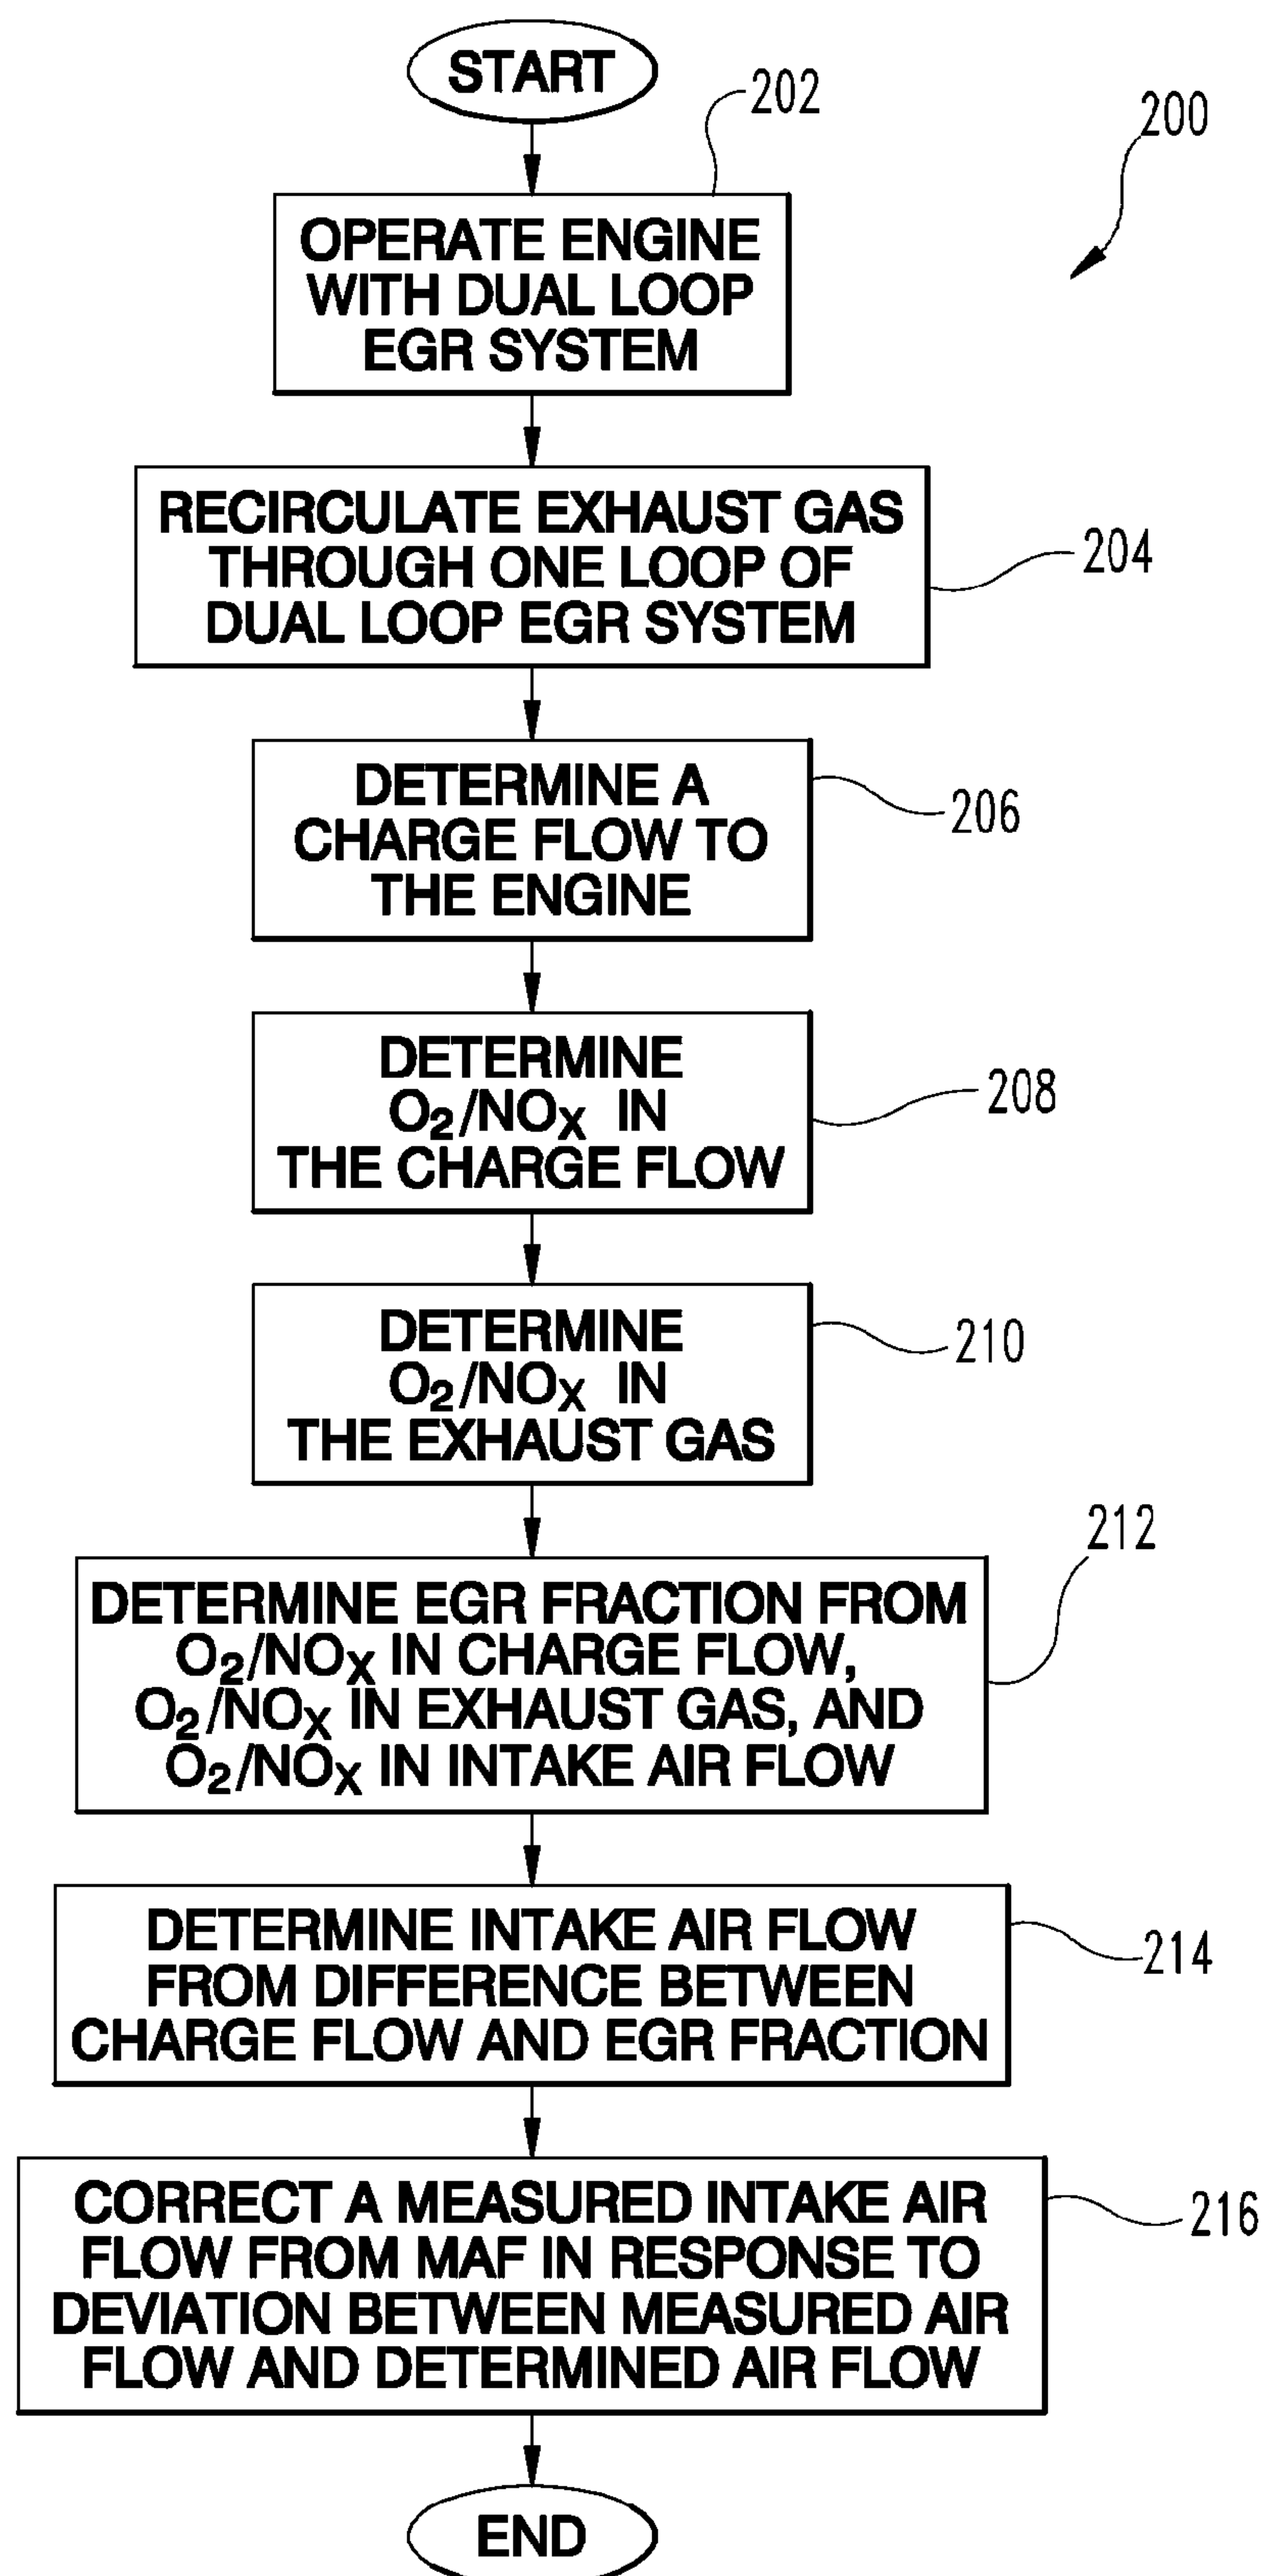 START
202
200
OPERATE ENGINE
WITH DUAL LOOP
EGR SYSTEM
RECIRCULATE EXHAUST GAS
THROUGH ONE LOOP OF
DUAL LOOP EGR SYSTEM
204
DETERMINE A
CHARGE FLOW TO
THE ENGINE
206
DETERMINE
O₂/NOₓ IN
THE CHARGE FLOW
208
DETERMINE
O₂/NOₓ IN
THE EXHAUST GAS
210
212
DETERMINE EGR FRACTION FROM
O₂/NOₓ IN CHARGE FLOW,
O₂/NOₓ IN EXHAUST GAS, AND
O₂/NOₓ IN INTAKE AIR FLOW
DETERMINE INTAKE AIR FLOW
FROM DIFFERENCE BETWEEN
CHARGE FLOW AND EGR FRACTION
214
CORRECT A MEASURED INTAKE AIR
FLOW FROM MAF IN RESPONSE TO
DEVIATION BETWEEN MEASURED AIR
FLOW AND DETERMINED AIR FLOW
216
END